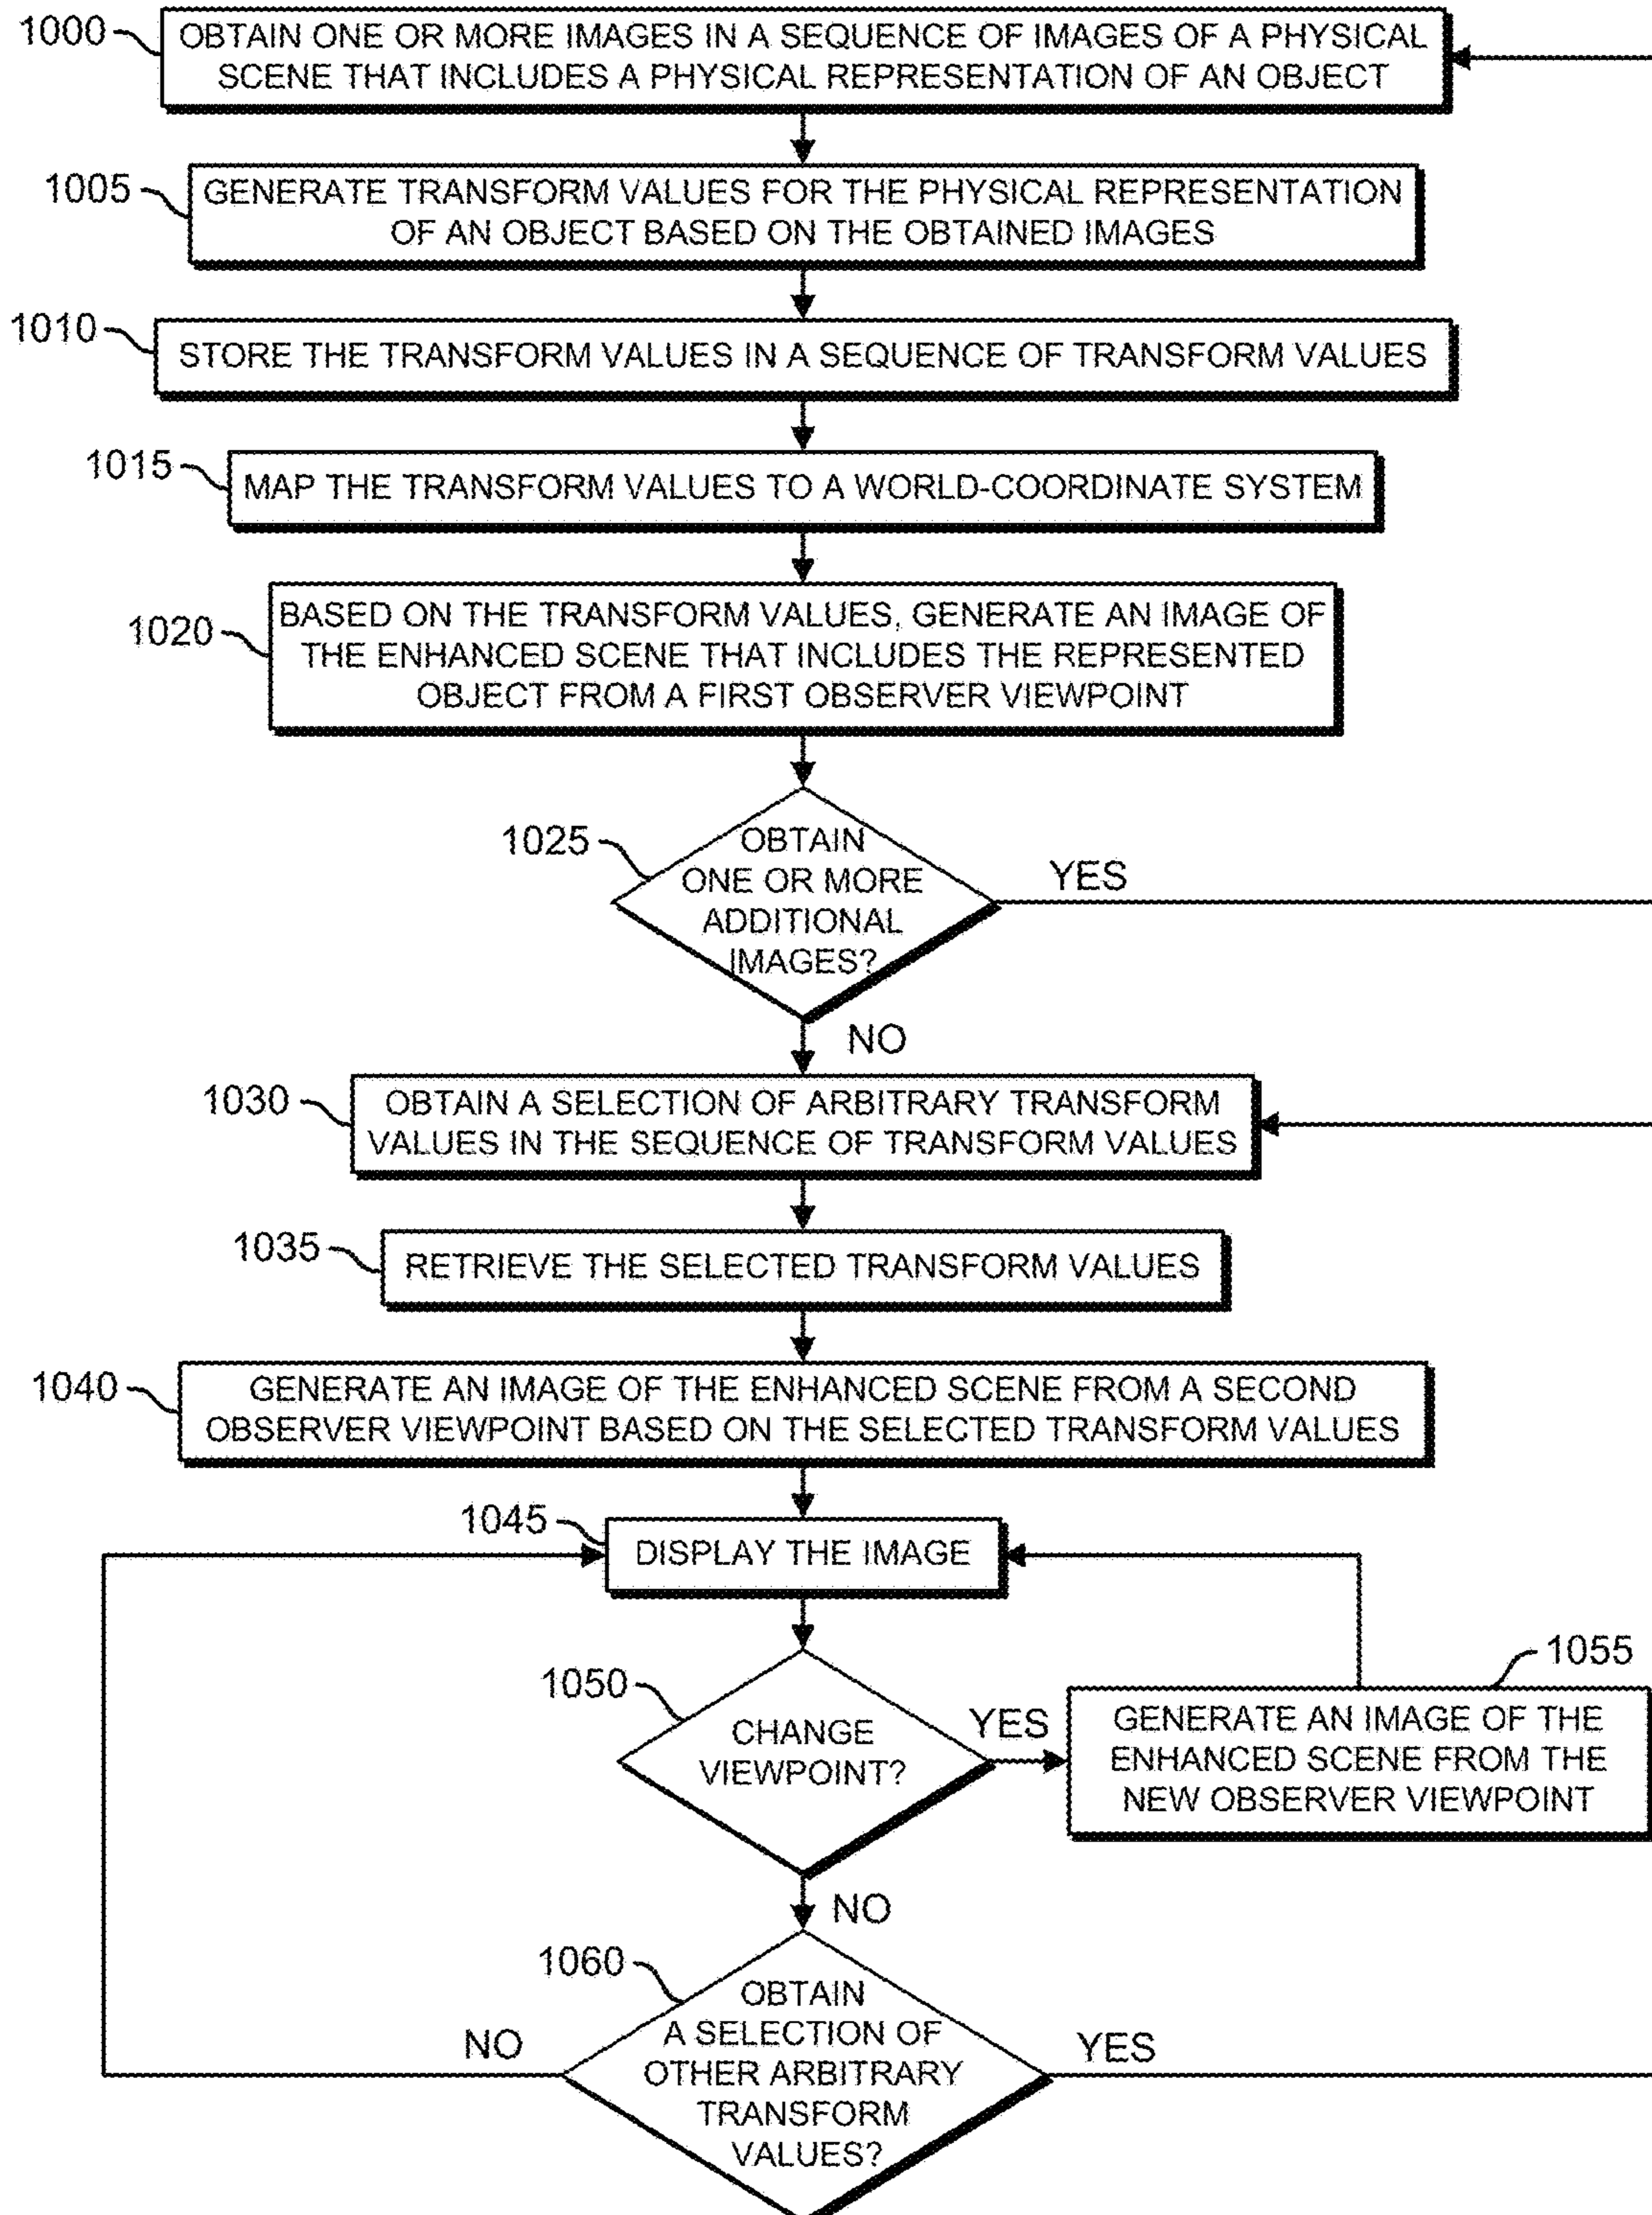 1000
OBTAIN ONE OR MORE IMAGES IN A SEQUENCE OF IMAGES OF A PHYSICAL
SCENE THAT INCLUDES A PHYSICAL REPRESENTATION OF AN OBJECT
1005
GENERATE TRANSFORM VALUES FOR THE PHYSICAL REPRESENTATION
OF AN OBJECT BASED ON THE OBTAINED IMAGES
1010
STORE THE TRANSFORM VALUES IN A SEQUENCE OF TRANSFORM VALUES
1015
MAP THE TRANSFORM VALUES TO A WORLD-COORDINATE SYSTEM
1020
BASED ON THE TRANSFORM VALUES, GENERATE AN IMAGE OF
THE ENHANCED SCENE THAT INCLUDES THE REPRESENTED
OBJECT FROM A FIRST OBSERVER VIEWPOINT
1025
OBTAIN
ONE OR MORE
ADDITIONAL
IMAGES?
YES
NO
1030
OBTAIN A SELECTION OF ARBITRARY TRANSFORM
VALUES IN THE SEQUENCE OF TRANSFORM VALUES
1035
RETRIEVE THE SELECTED TRANSFORM VALUES
1040
GENERATE AN IMAGE OF THE ENHANCED SCENE FROM A SECOND
OBSERVER VIEWPOINT BASED ON THE SELECTED TRANSFORM VALUES
1045
DISPLAY THE IMAGE
1050
CHANGE
VIEWPOINT?
YES
1055
GENERATE AN IMAGE OF THE
ENHANCED SCENE FROM THE
NEW OBSERVER VIEWPOINT
NO
1060
OBTAIN
A SELECTION OF
OTHER ARBITRARY
TRANSFORM
VALUES?
NO
YES